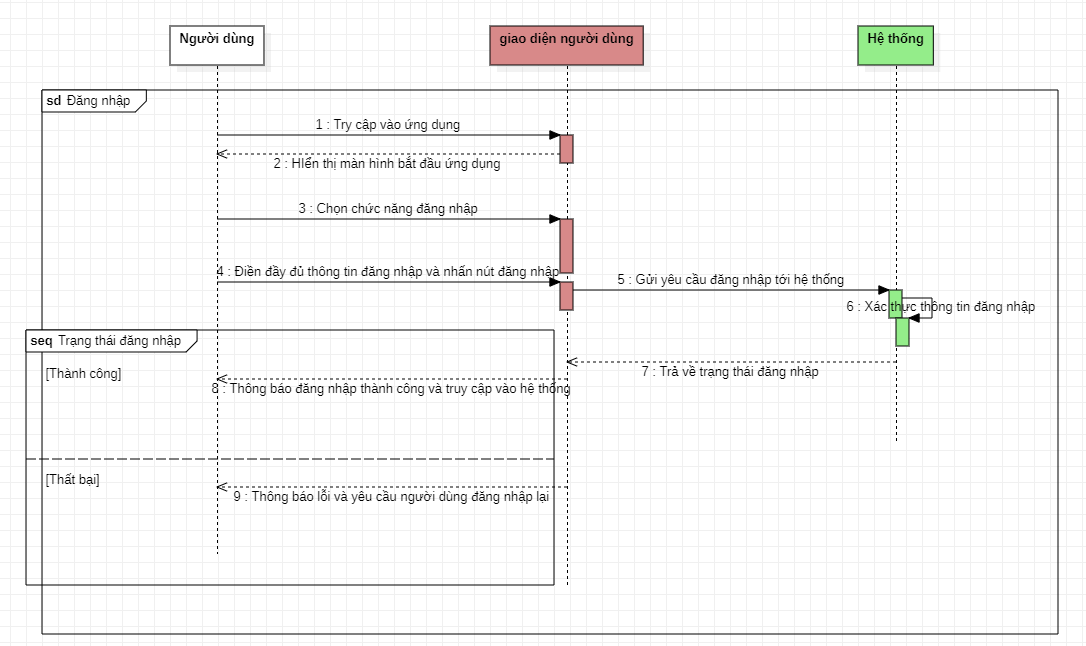 Người dùng
giao diện người dùng
Hệ thống
sd Đăng nhập
1 : Try cập vào ứng dụng
2 : HIển thị màn hình bắt đầu ứng dụng
3 : Chọn chức năng đăng nhập
4 : Điền đầy đủ thông tin đăng nhập và nhấn nút đăng nhập
5 : Gửi yêu cầu đăng nhập tới hệ thống
6 : Xác thực thông tin đăng nhập
seq Trạng thái đăng nhập
7 : Trả về trạng thái đăng nhập
[Thành công]
8 : Thông báo đăng nhập thành công và truy cập vào hệ thống
[Thất bại]
9 : Thông báo lỗi và yêu cầu người dùng đăng nhập lại